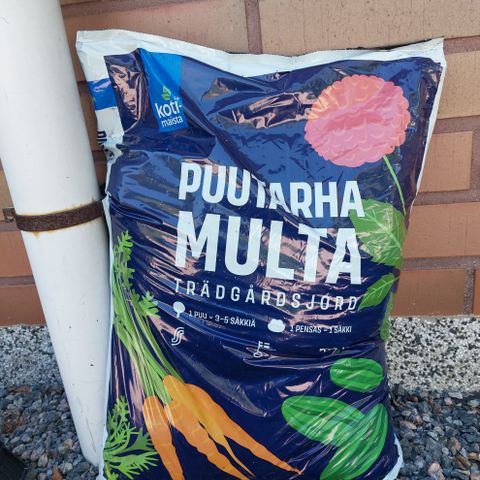 koti-
maista
PUUTARHA
MULTA
TRÄDGÅRDSJORD
1 PUU – 3-5 SÄKKIÄ
1 PENSAS – 1 SÄKKI